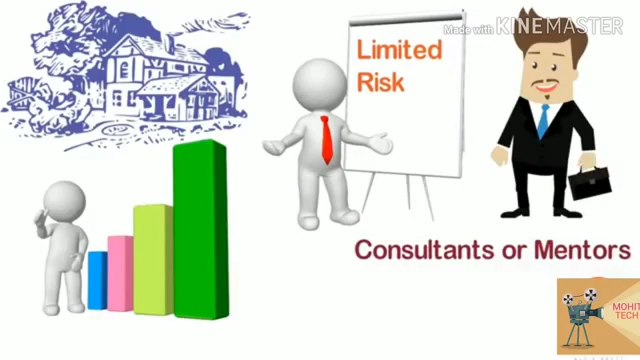 Made with KINEMASTER
Limited
Risk
Consultants or Mentors
MOHIT
TECH